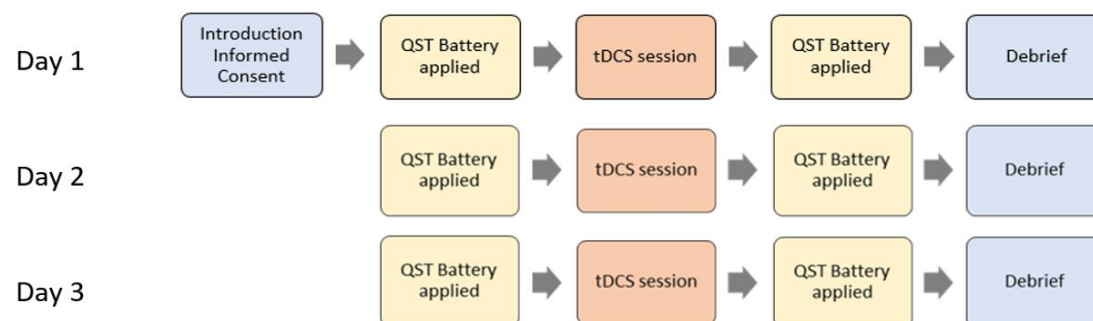 Day 1
Introduction
Informed
Consent
QST Battery
applied
tDCS session
QST Battery
applied
Debrief
Day 2
QST Battery
applied
tDCS session
QST Battery
applied
Debrief
Day 3
QST Battery
applied
tDCS session
QST Battery
applied
Debrief